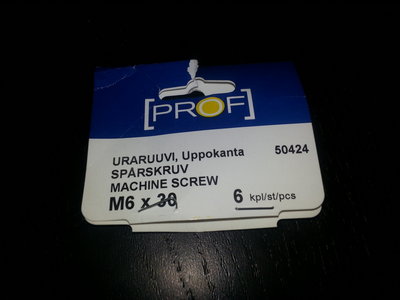 [PROF]
URARUUVI, Uppokanta 50424
SPÅRSKRUV
MACHINE SCREW
M6 x 30 6 kpl/st/pcs